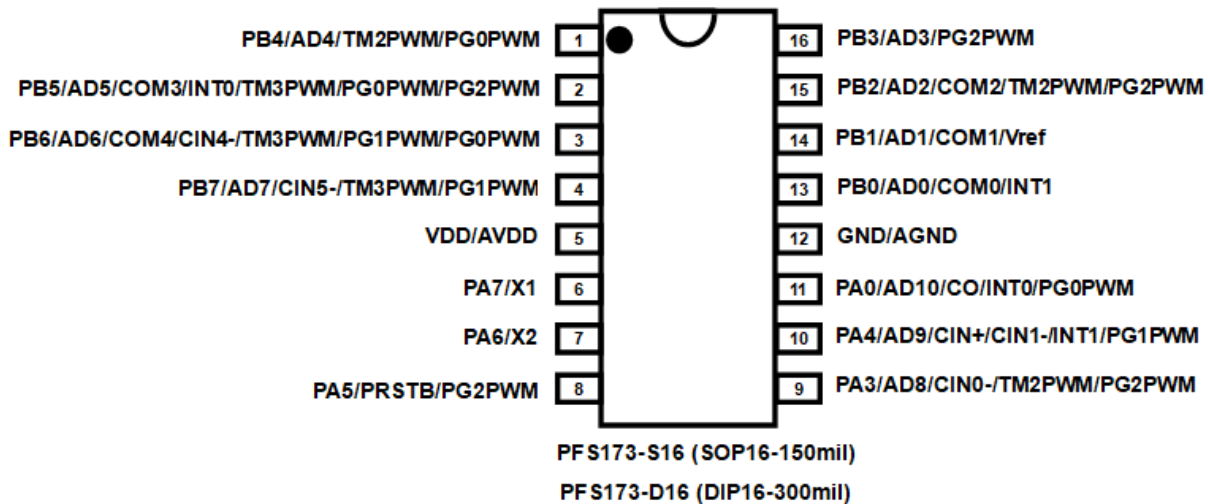 PB4/AD4/TM2PWM/PG0PWM 1 16 PB3/AD3/PG2PWM
PB5/AD5/COM3/INT0/TM3PWM/PG0PWM/PG2PWM 2 15 PB2/AD2/COM2/TM2PWM/PG2PWM
PB6/AD6/COM4/CIN4-/TM3PWM/PG1PWM/PG0PWM 3 14 PB1/AD1/COM1/Vref
PB7/AD7/CIN5-/TM3PWM/PG1PWM 4 13 PB0/AD0/COM0/INT1
VDD/AVDD 5 12 GND/AGND
PA7/X1 6 11 PA0/AD10/CO/INT0/PG0PWM
PA6/X2 7 10 PA4/AD9/CIN+/CIN1-/INT1/PG1PWM
PA5/PRSTB/PG2PWM 8 9 PA3/AD8/CIN0-/TM2PWM/PG2PWM
PFS173-S16 (SOP16-150mil)
PFS173-D16 (DIP16-300mil)